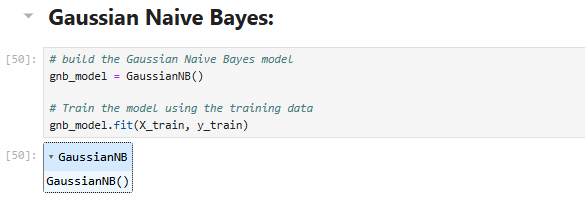 Gaussian Naive Bayes:
[50]:
# build the Gaussian Naive Bayes model
gnb_model = GaussianNB()
# Train the model using the training data
gnb_model.fit(X_train, y_train)
[50]:
GaussianNB
GaussianNB()